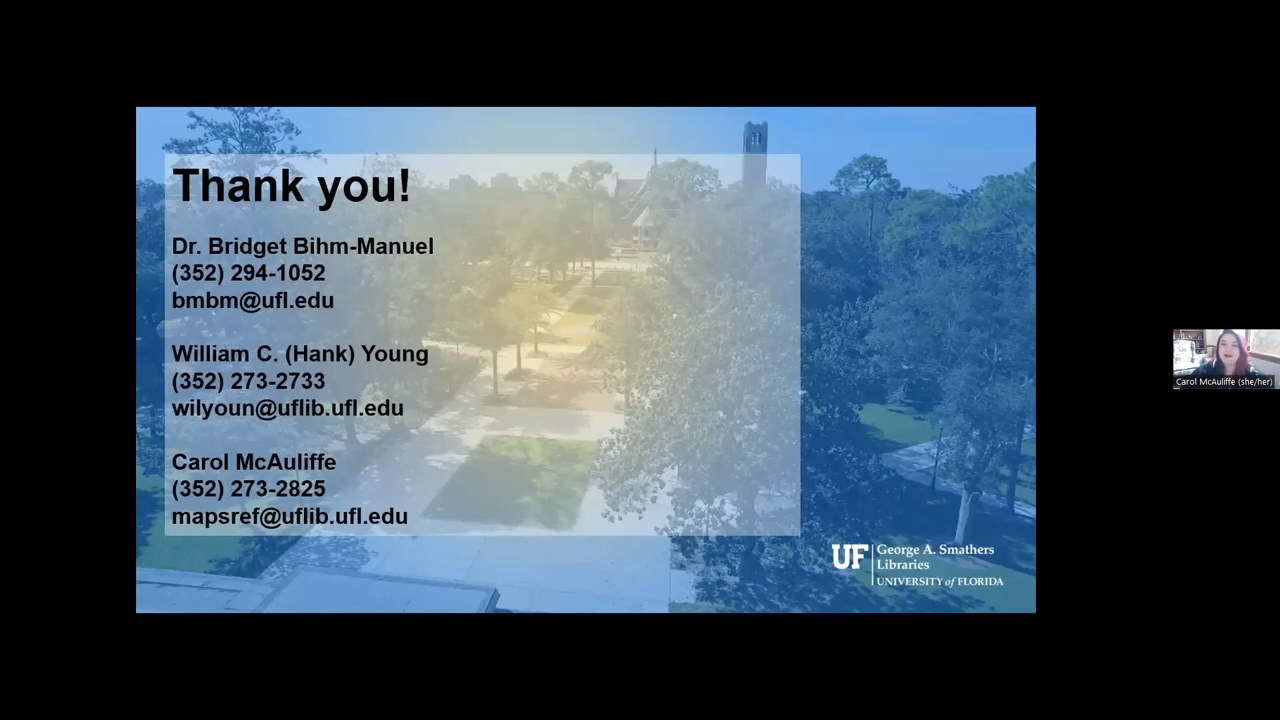 Thank you!
Dr. Bridget Bihm-Manuel
(352) 294-1052
bmbm@ufl.edu
William C. (Hank) Young
(352) 273-2733
wilyoun@uflib.ufl.edu
Carol McAuliffe
(352) 273-2825
mapsref@uflib.ufl.edu
UF
George A. Smathers
Libraries
UNIVERSITY of FLORIDA
Carol McAuliffe (she/her)